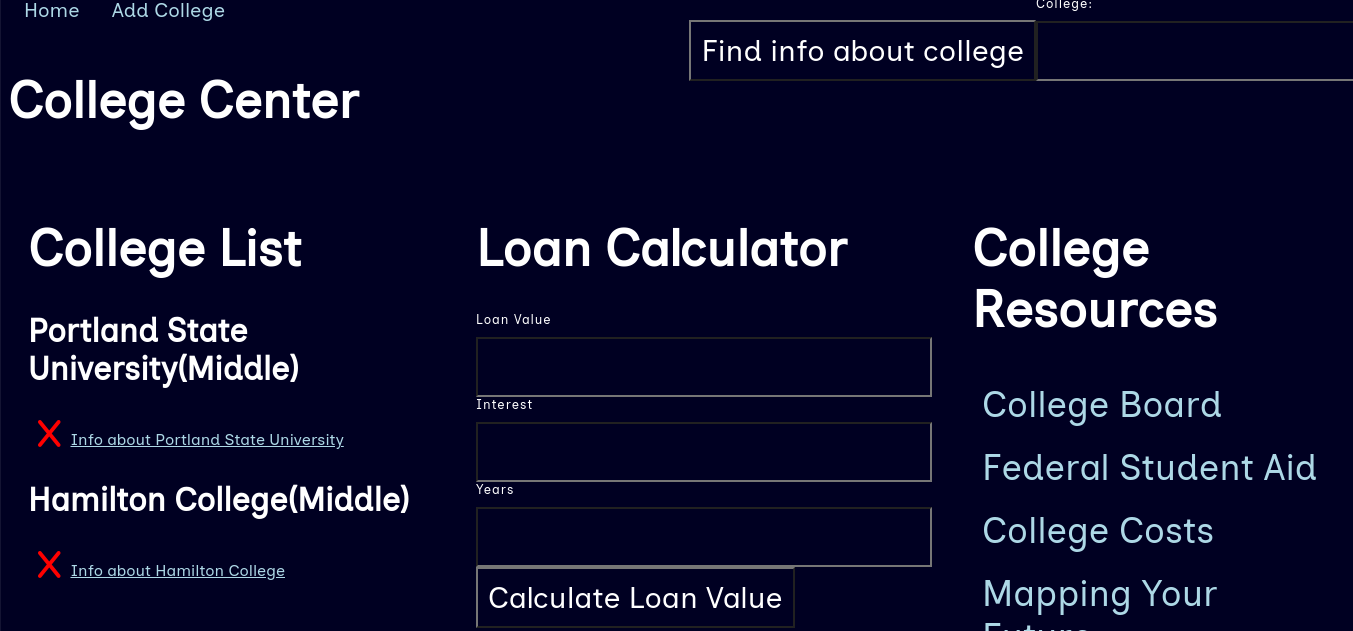 Home
Add College
College:
Find info about college
College Center
College List
Portland State
University(Middle)
Info about Portland State University
Hamilton College(Middle)
Info about Hamilton College
Loan Calculator
Loan Value
Interest
Years
Calculate Loan Value
College
Resources
College Board
Federal Student Aid
College Costs
Mapping Your
Future